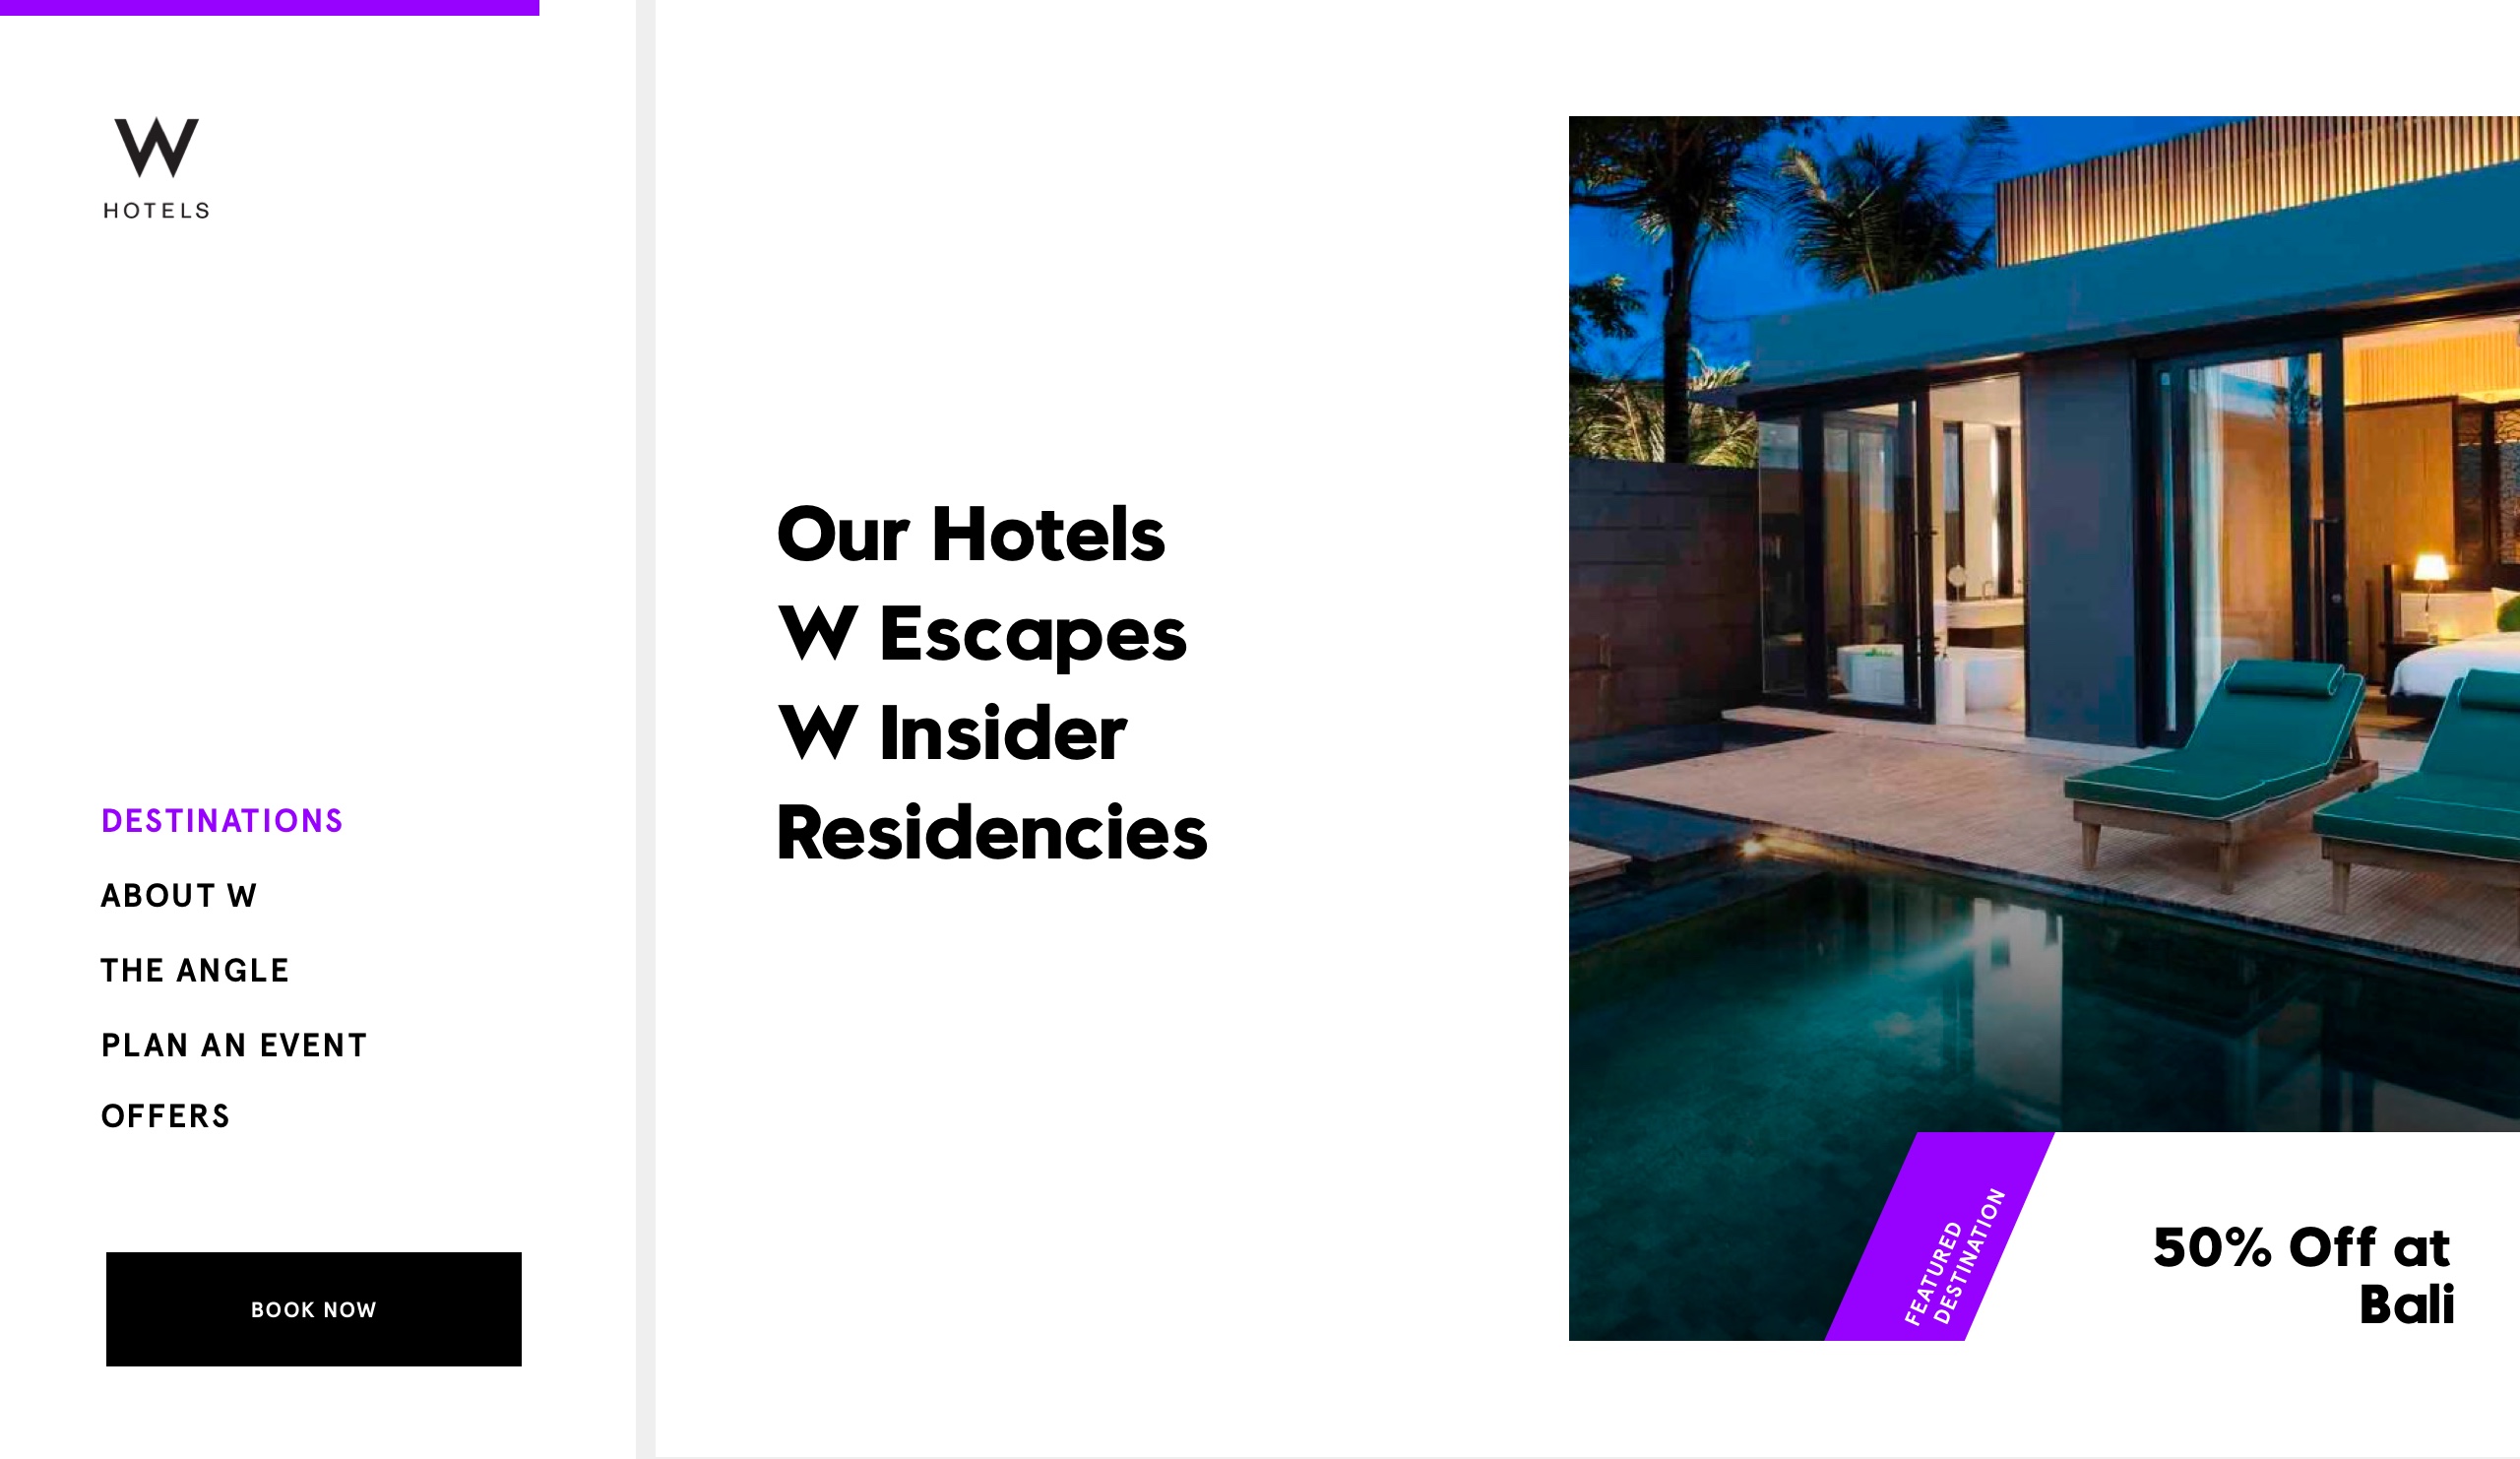 W
HOTELS
DESTINATIONS
ABOUT W
THE ANGLE
PLAN AN EVENT
OFFERS
BOOK NOW
Our Hotels
W Escapes
W Insider
Residencies
FEATURED
DESTINATION
50% Off at
Bali